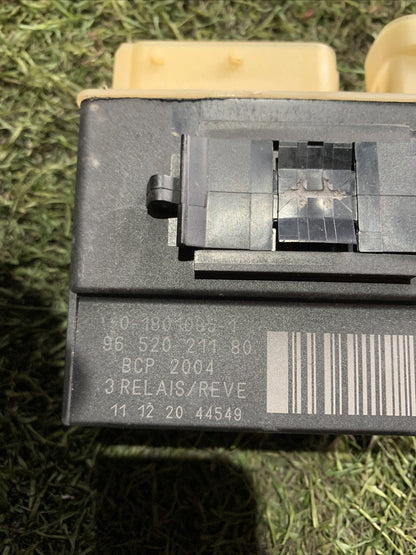 96 520 211 80
BCP 2004
3 RELAIS/REVE
11 12 20 44549